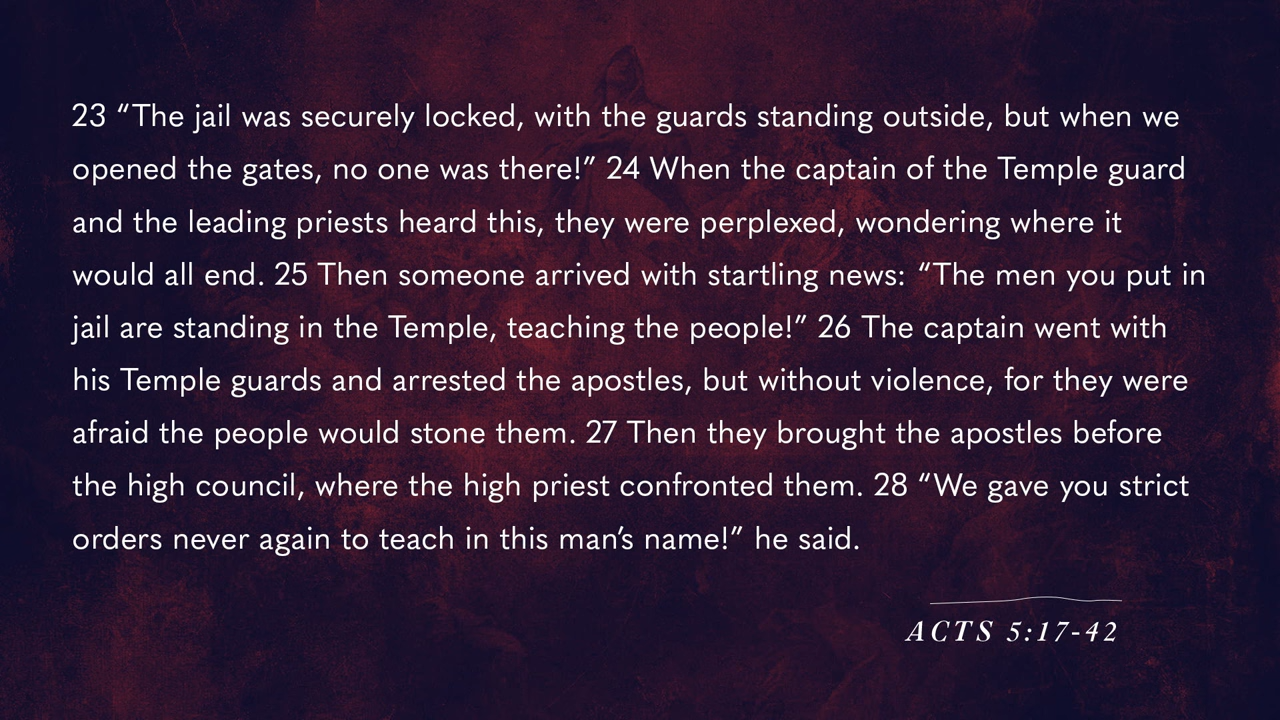 23 “The jail was securely locked, with the guards standing outside, but when we
opened the gates, no one was there!” 24 When the captain of the Temple guard
and the leading priests heard this, they were perplexed, wondering where it
would all end. 25 Then someone arrived with startling news: “The men you put in
jail are standing in the Temple, teaching the people!” 26 The captain went with
his Temple guards and arrested the apostles, but without violence, for they were
afraid the people would stone them. 27 Then they brought the apostles before
the high council, where the high priest confronted them. 28 “We gave you strict
orders never again to teach in this man’s name!” he said.
ACTS 5:17-42